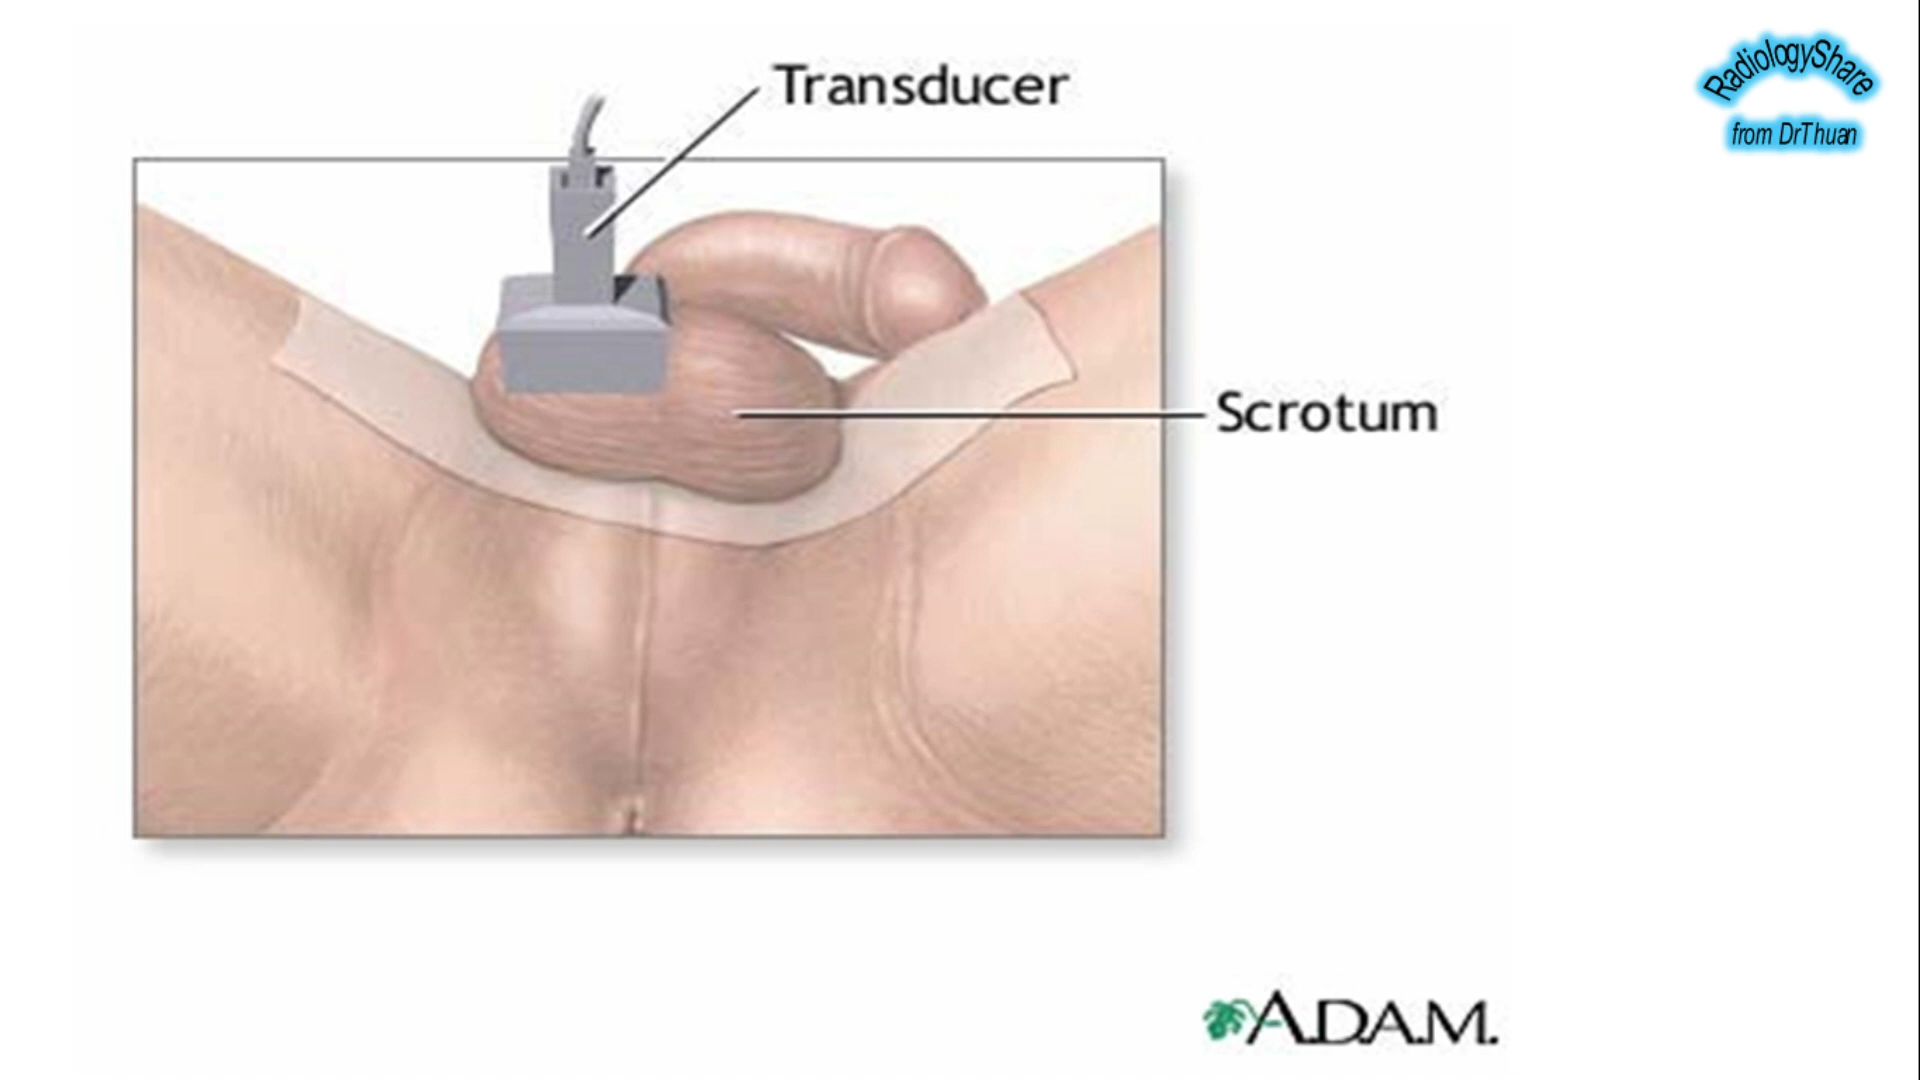 Transducer
RadiologyShare
from DrThuan
Scrotum
A.D.A.M.